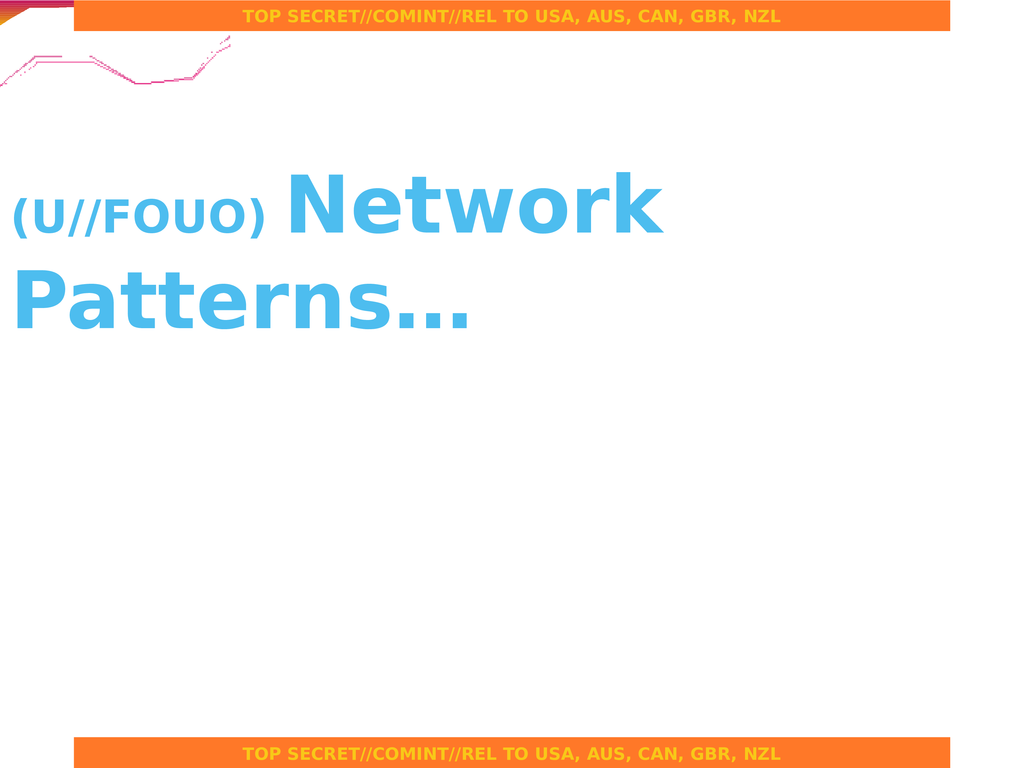 TOP SECRET//COMINT//REL TO USA, AUS, CAN, GBR, NZL
(U//FOUO) Network
Patterns…
TOP SECRET//COMINT//REL TO USA, AUS, CAN, GBR, NZL